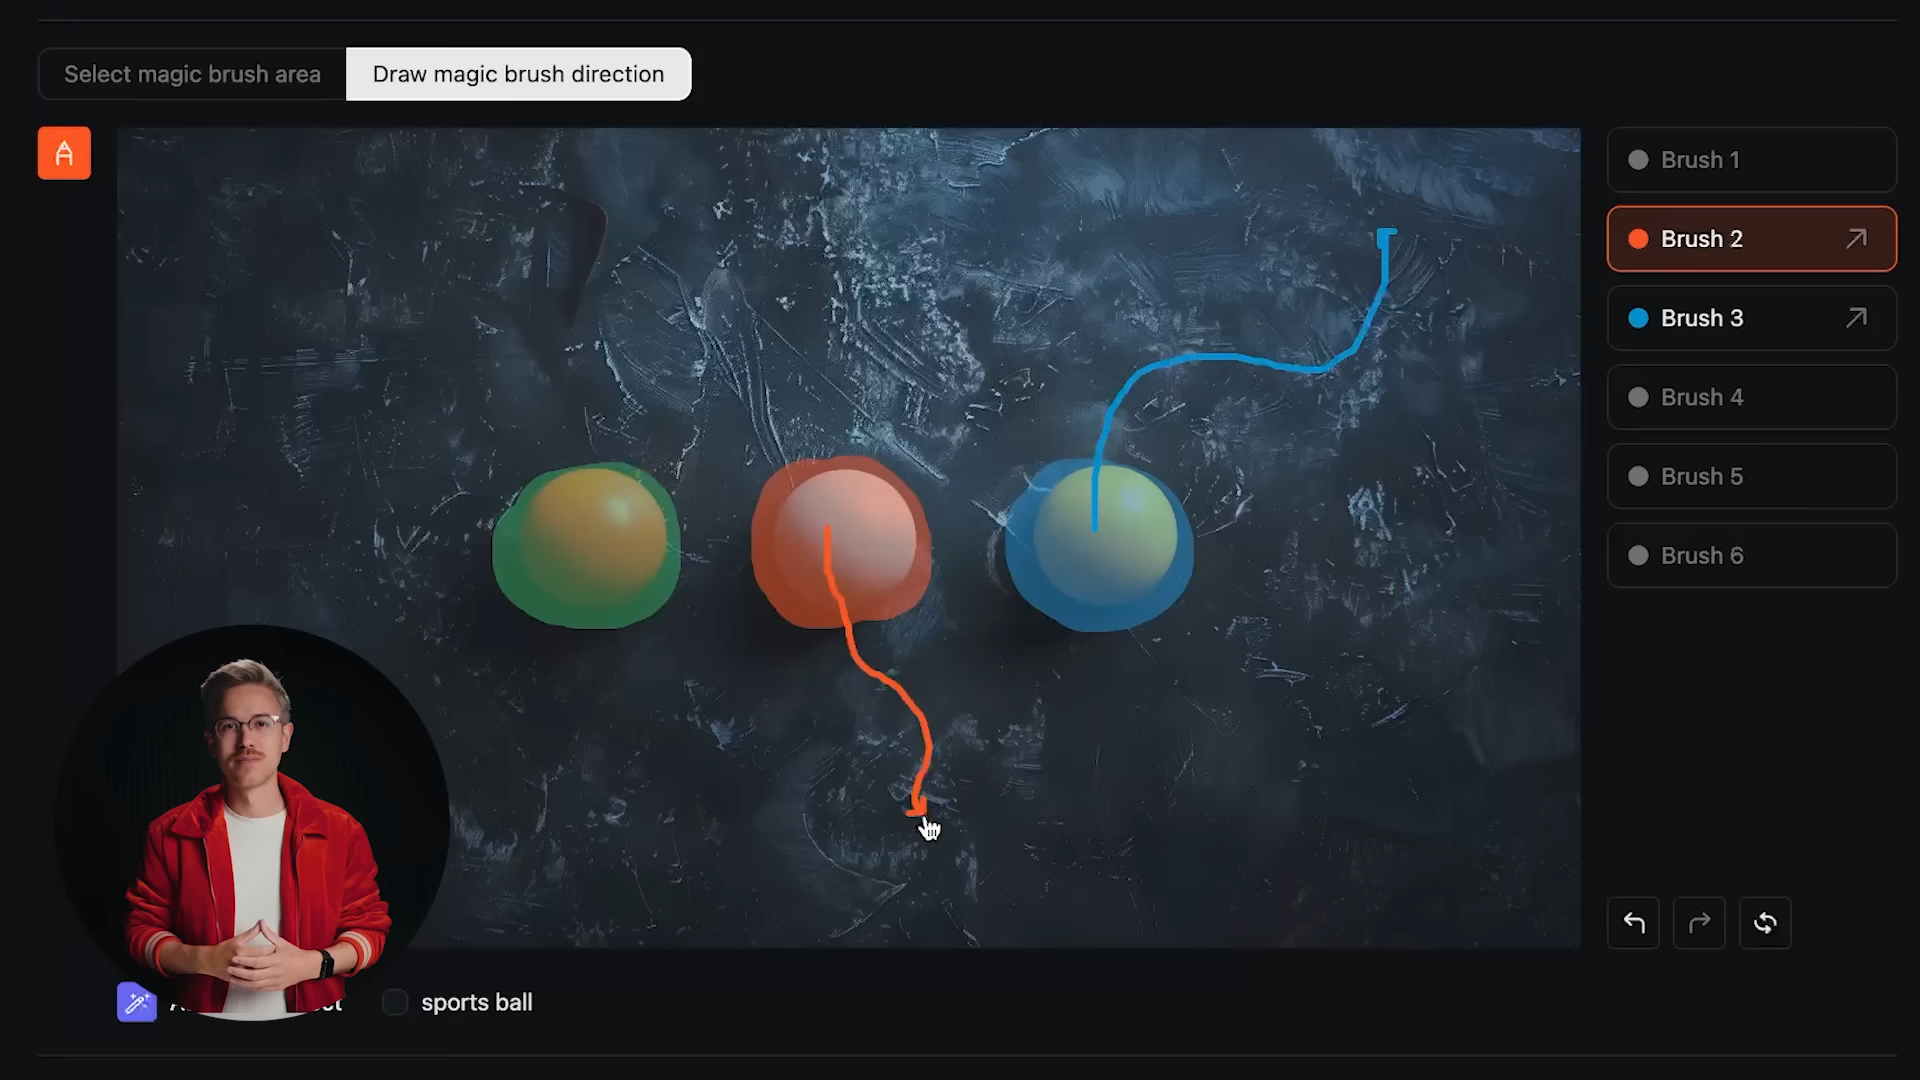 Select magic brush area
Draw magic brush direction
Brush 1
Brush 2
Brush 3
Brush 4
Brush 5
Brush 6
sports ball